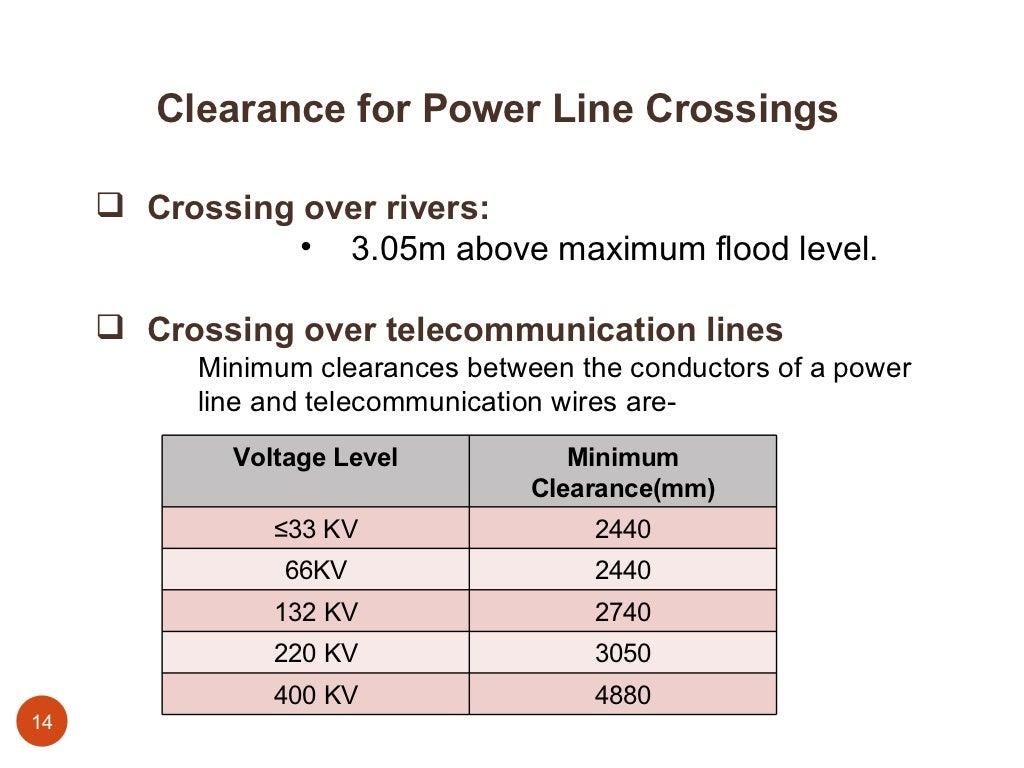 Clearance for Power Line Crossings
❑ Crossing over rivers:
• 3.05m above maximum flood level.
❑ Crossing over telecommunication lines
Minimum clearances between the conductors of a power
line and telecommunication wires are-
Voltage Level Minimum
Clearance(mm)
≤33 KV 2440
66KV 2440
132 KV 2740
220 KV 3050
400 KV 4880
14